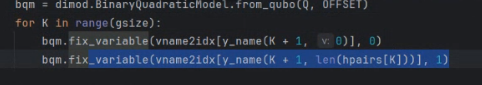 bqm = dimod.BinaryQuadraticModel.from_qubo(Q, OFFSET)
for K in range(gsize):
    bqm.fix_variable(vname2idx[y_name(K + 1, v: 0)], 0)
    bqm.fix_variable(vname2idx[y_name(K + 1, len(hpairs[K]))], 1)